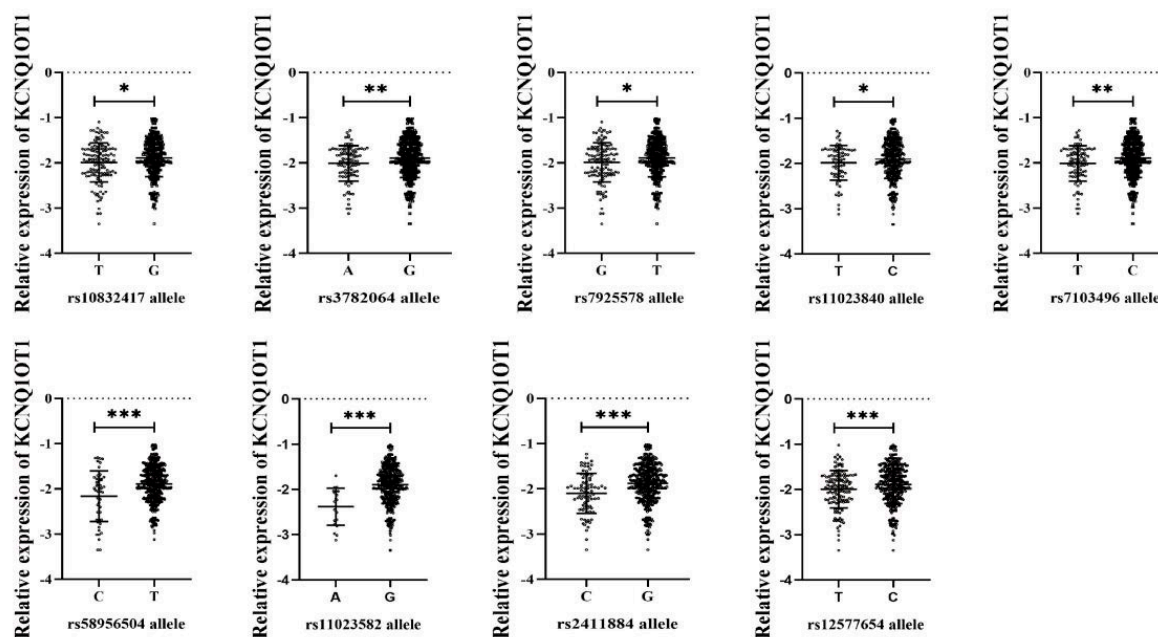 Relative expression of KCNQ1OT1
0
-1
-2
-3
-4
*
T G
rs10832417 allele
Relative expression of KCNQ1OT1
0
-1
-2
-3
-4
**
A G
rs3782064 allele
Relative expression of KCNQ1OT1
0
-1
-2
-3
-4
*
G T
rs7925578 allele
Relative expression of KCNQ1OT1
0
-1
-2
-3
-4
*
T C
rs11023840 allele
Relative expression of KCNQ1OT1
0
-1
-2
-3
-4
**
T C
rs7103496 allele
Relative expression of KCNQ1OT1
0
-1
-2
-3
-4
***
C T
rs58956504 allele
Relative expression of KCNQ1OT1
0
-1
-2
-3
-4
***
A G
rs11023582 allele
Relative expression of KCNQ1OT1
0
-1
-2
-3
-4
***
C G
rs2411884 allele
Relative expression of KCNQ1OT1
0
-1
-2
-3
-4
***
T C
rs12577654 allele